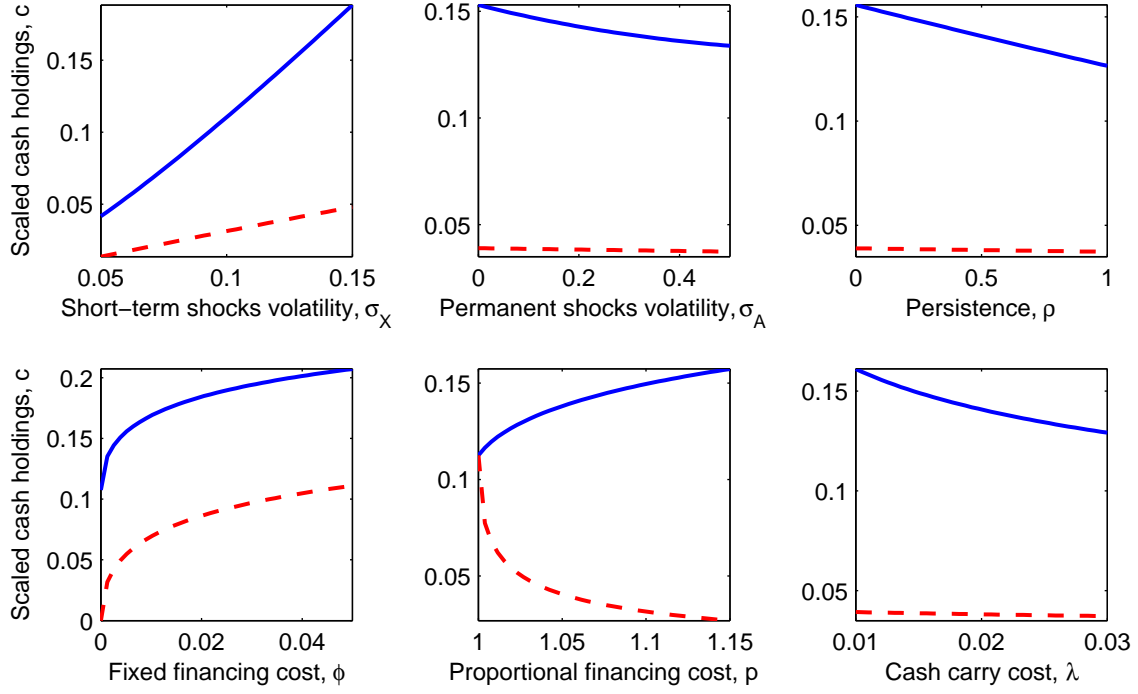 Scaled cash holdings, c
0.15
0.1
0.05
0.05 0.1 0.15
Short−term shocks volatility, σ_X
0.15
0.1
0.05
0 0.2 0.4
Permanent shocks volatility, σ_A
0.15
0.1
0.05
0 0.5 1
Persistence, ρ
Scaled cash holdings, c
0.2
0.15
0.1
0.05
0
0 0.02 0.04
Fixed financing cost, ϕ
0.15
0.1
0.05
1 1.05 1.1 1.15
Proportional financing cost, p
0.15
0.1
0.05
0.01 0.02 0.03
Cash carry cost, λ